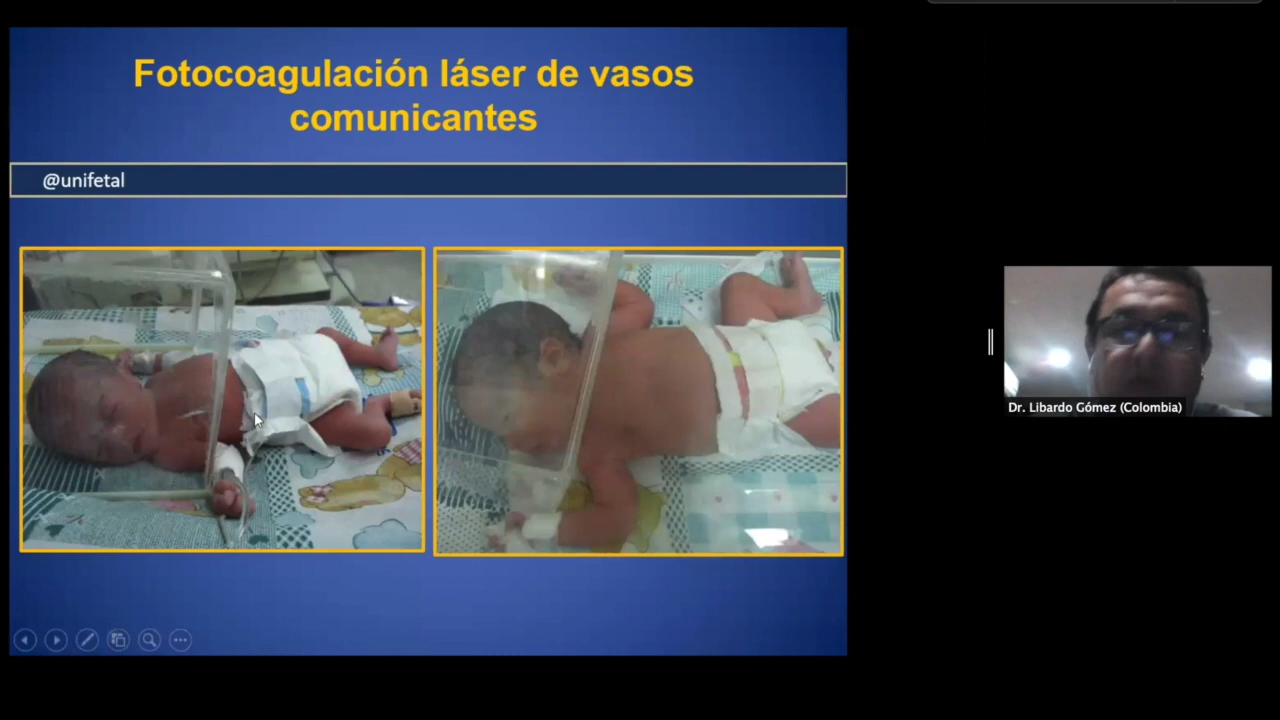 Fotocoagulación láser de vasos
comunicantes
@unifetal
Dr. Libardo Gómez (Colombia)